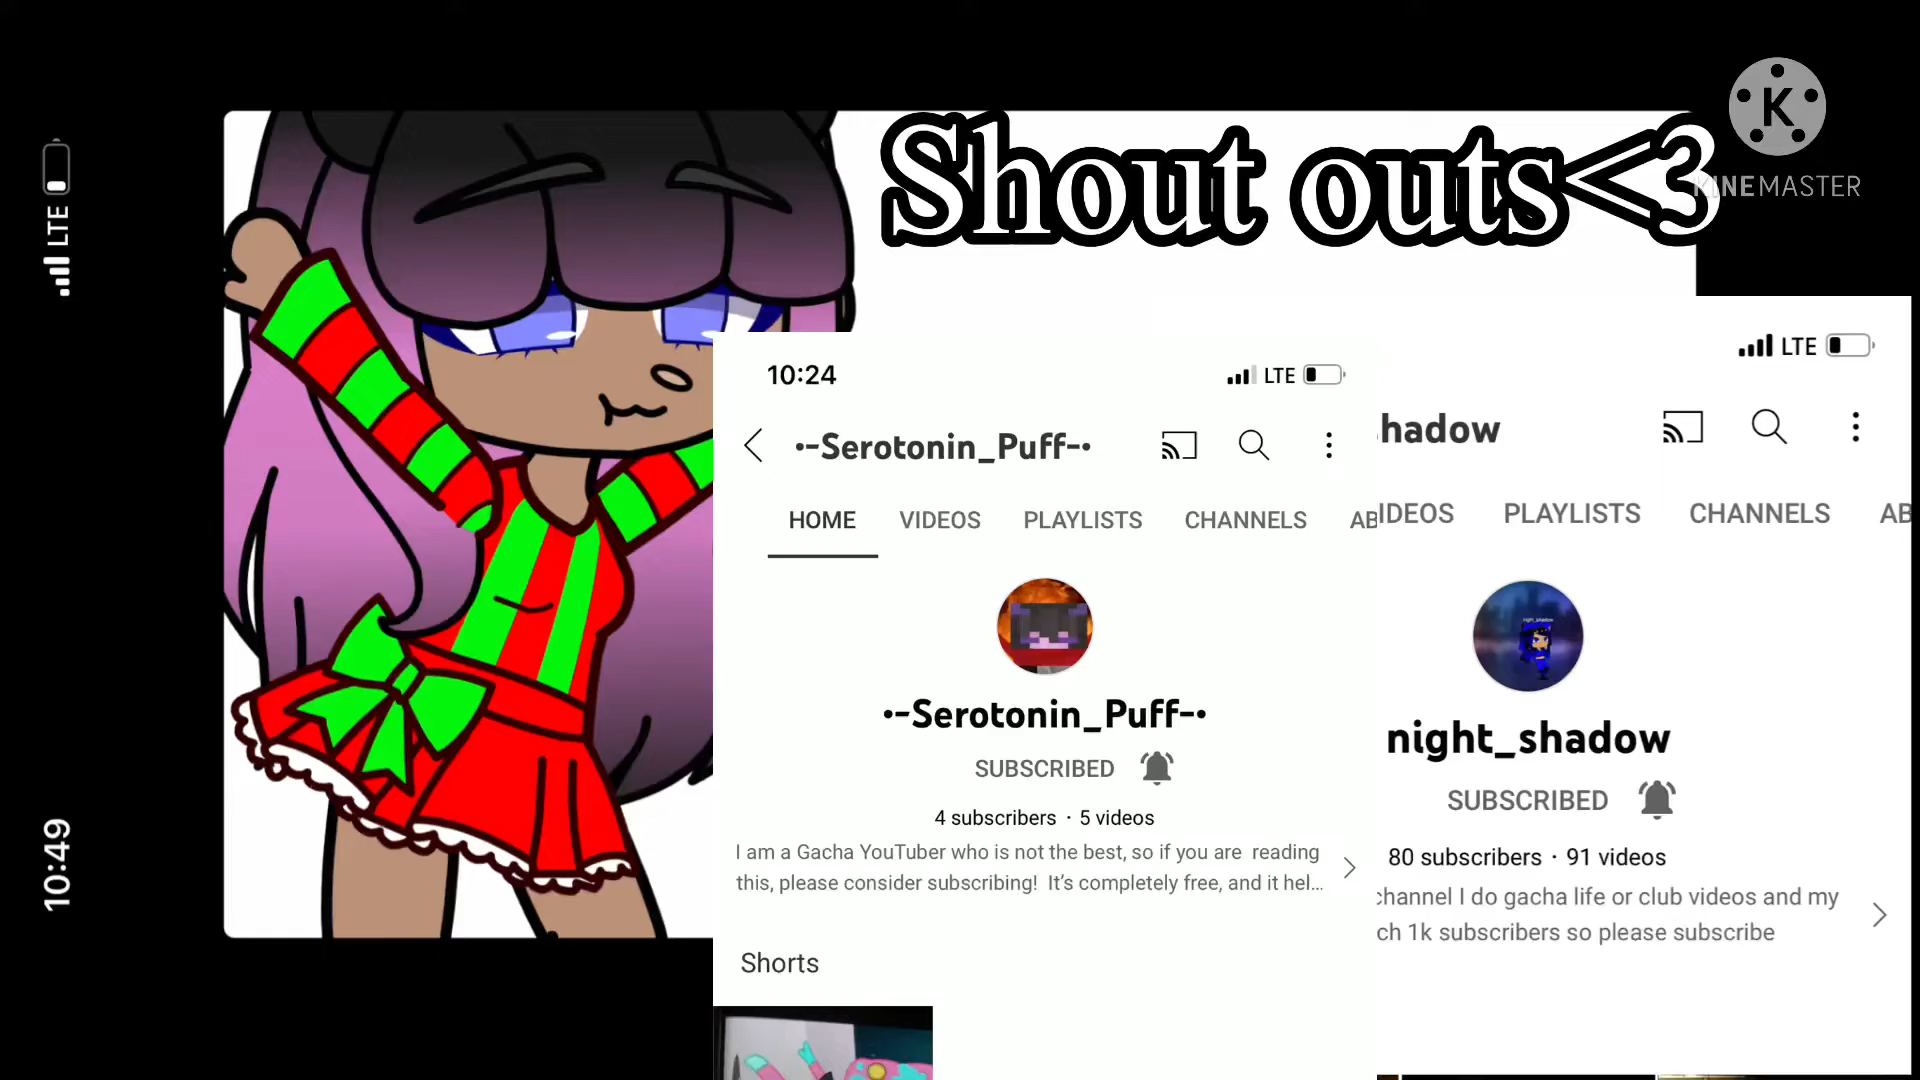 Shout outs<3
KINEMASTER
LTE
10:49
10:24
LTE
•-Serotonin_Puff-•
HOME VIDEOS PLAYLISTS CHANNELS AB
•-Serotonin_Puff-•
SUBSCRIBED
4 subscribers · 5 videos
I am a Gacha YouTuber who is not the best, so if you are reading
this, please consider subscribing! It's completely free, and it hel...
Shorts
LTE
hadow
IDEOS PLAYLISTS CHANNELS AB
night_shadow
night_shadow
SUBSCRIBED
80 subscribers · 91 videos
channel I do gacha life or club videos and my
ch 1k subscribers so please subscribe